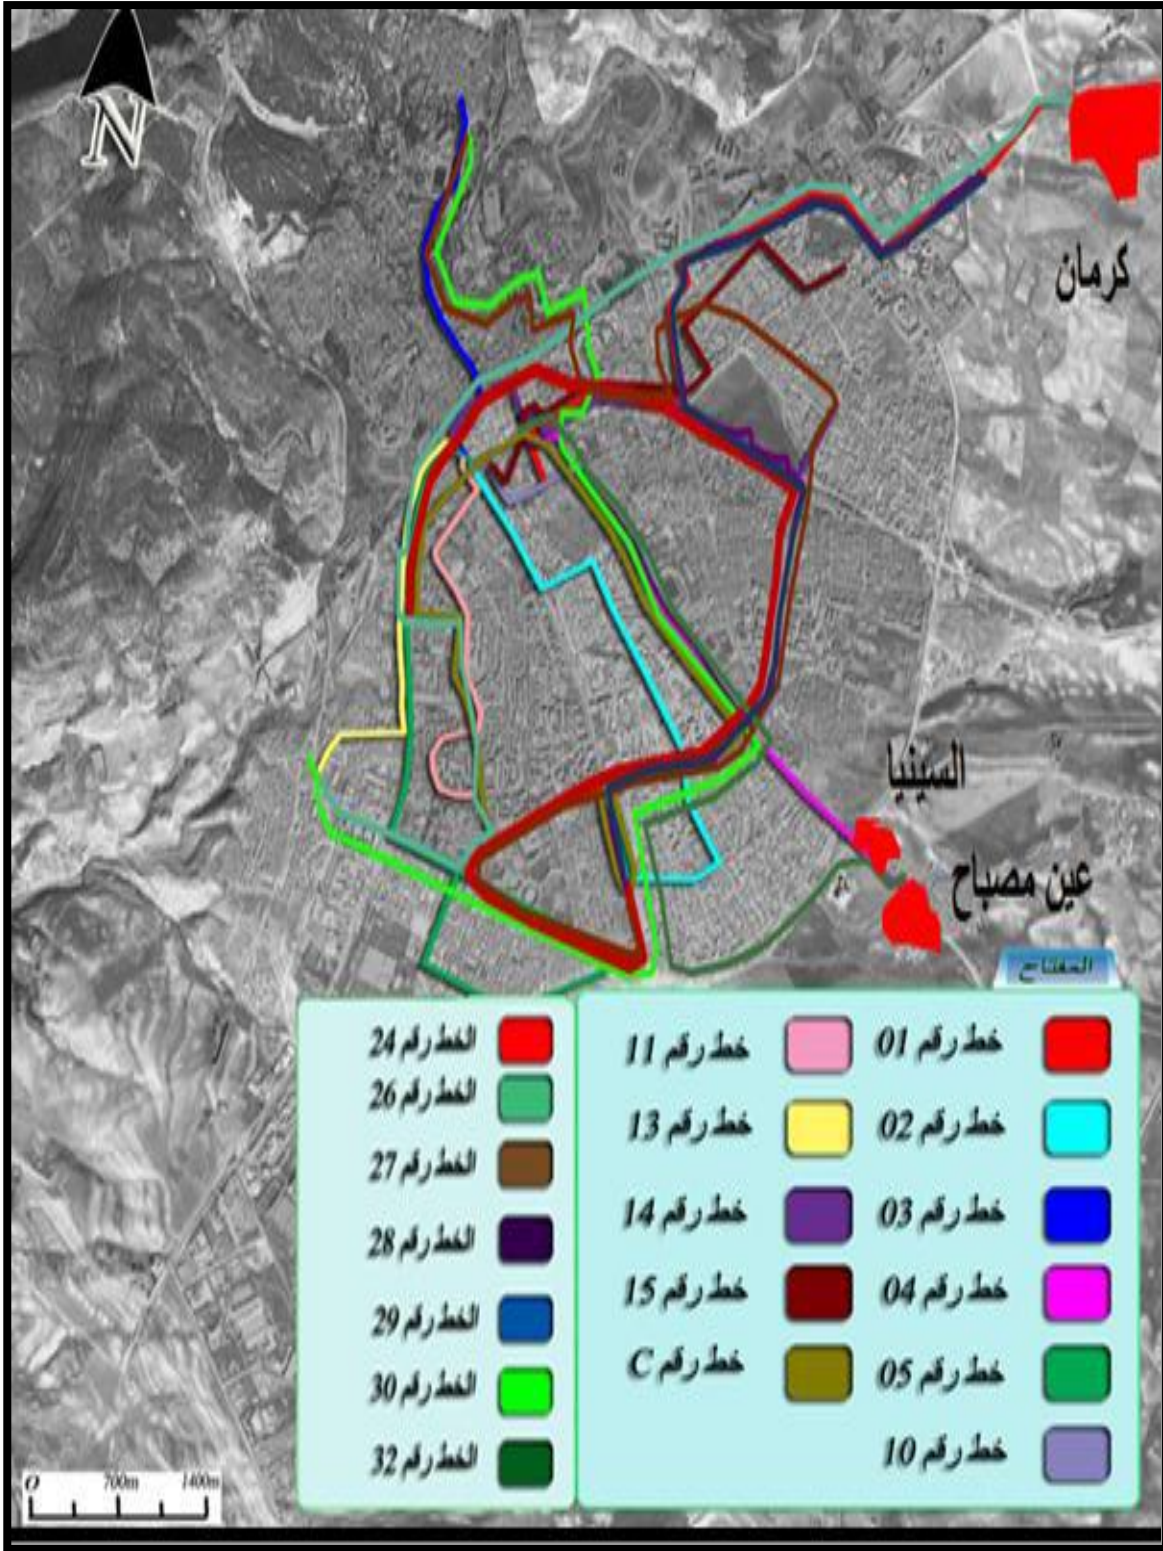 N
كرمان
السينيا
عين مصباح
المفتاح
خط رقم 01
خط رقم 02
خط رقم 03
خط رقم 04
خط رقم 05
خط رقم 10
خط رقم 11
خط رقم 13
خط رقم 14
خط رقم 15
خط رقم C
الخط رقم 24
الخط رقم 26
الخط رقم 27
الخط رقم 28
الخط رقم 29
الخط رقم 30
الخط رقم 32
0 700m 1400m